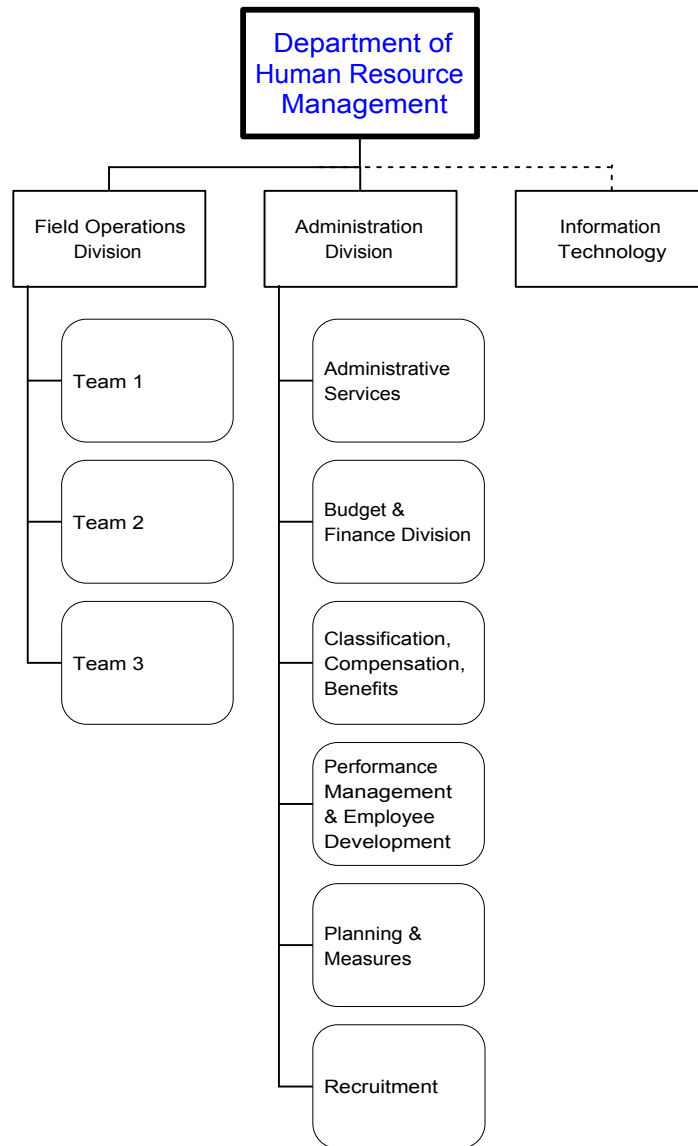 Department of
Human Resource
Management
Field Operations
Division
Administration
Division
Information
Technology
Team 1
Team 2
Team 3
Administrative
Services
Budget &
Finance Division
Classification,
Compensation,
Benefits
Performance
Management
& Employee
Development
Planning &
Measures
Recruitment